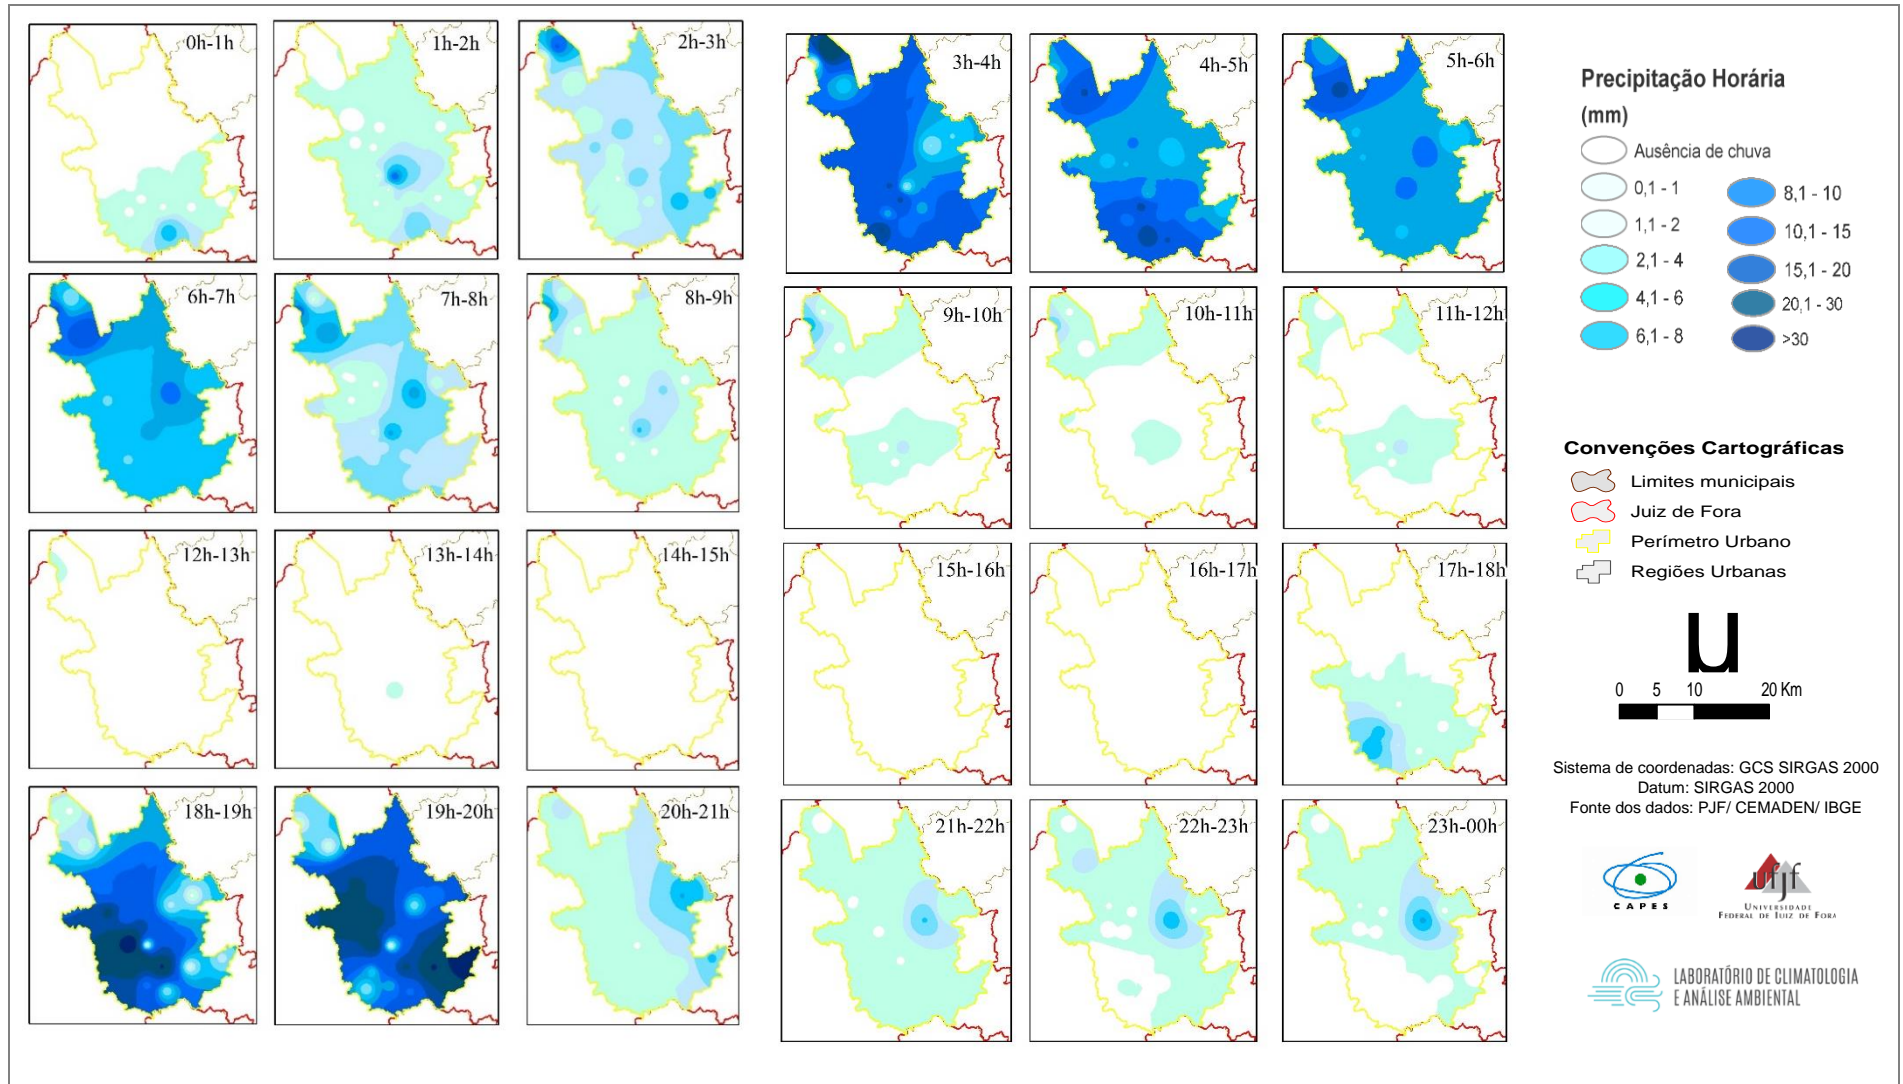 0h-1h
1h-2h
2h-3h
3h-4h
4h-5h
5h-6h
6h-7h
7h-8h
8h-9h
9h-10h
10h-11h
11h-12h
12h-13h
13h-14h
14h-15h
15h-16h
16h-17h
17h-18h
18h-19h
19h-20h
20h-21h
21h-22h
22h-23h
23h-00h
Precipitação Horária
(mm)
Ausência de chuva
0,1 - 1
1,1 - 2
2,1 - 4
4,1 - 6
6,1 - 8
8,1 - 10
10,1 - 15
15,1 - 20
20,1 - 30
>30
Convenções Cartográficas
Limites municipais
Juiz de Fora
Perímetro Urbano
Regiões Urbanas
u
0 5 10 20 Km
Sistema de coordenadas: GCS SIRGAS 2000
Datum: SIRGAS 2000
Fonte dos dados: PJF/ CEMADEN/ IBGE
CAPES
ufjf
UNIVERSIDADE
FEDERAL DE JUIZ DE FORA
LABORATÓRIO DE CLIMATOLOGIA
E ANÁLISE AMBIENTAL